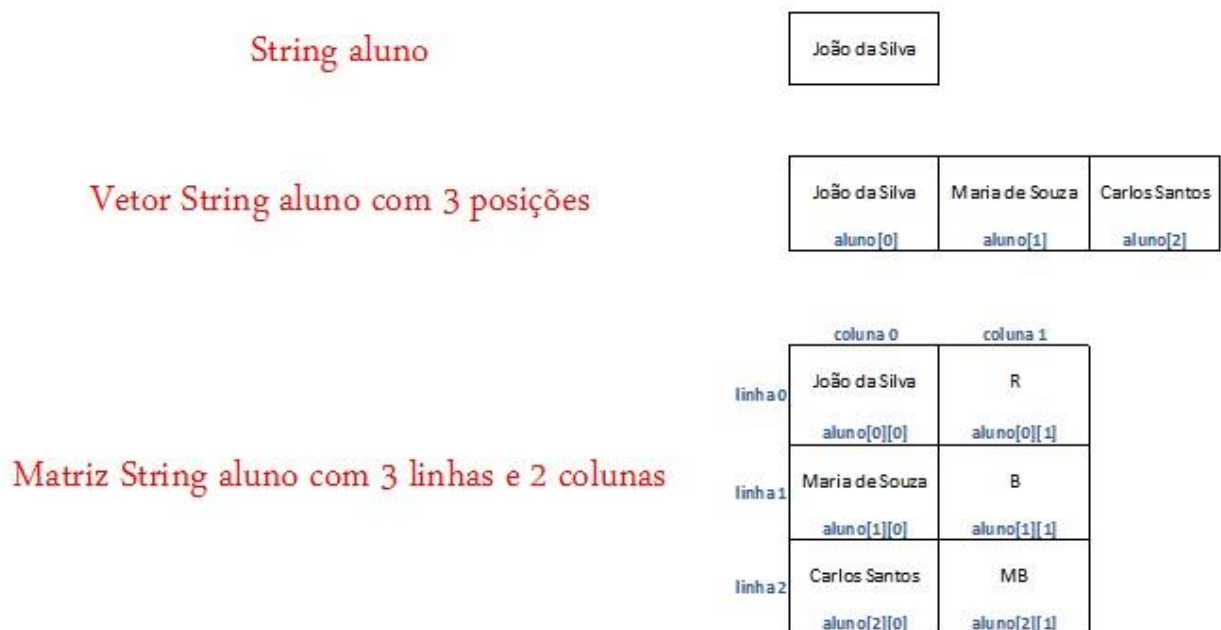 String aluno
João da Silva
Vetor String aluno com 3 posições
João da Silva Maria de Souza Carlos Santos
aluno[0] aluno[1] aluno[2]
coluna 0 coluna 1
linha 0 João da Silva R
aluno[0][0] aluno[0][1]
Matriz String aluno com 3 linhas e 2 colunas
linha 1 Maria de Souza B
aluno[1][0] aluno[1][1]
linha 2 Carlos Santos MB
aluno[2][0] aluno[2][1]